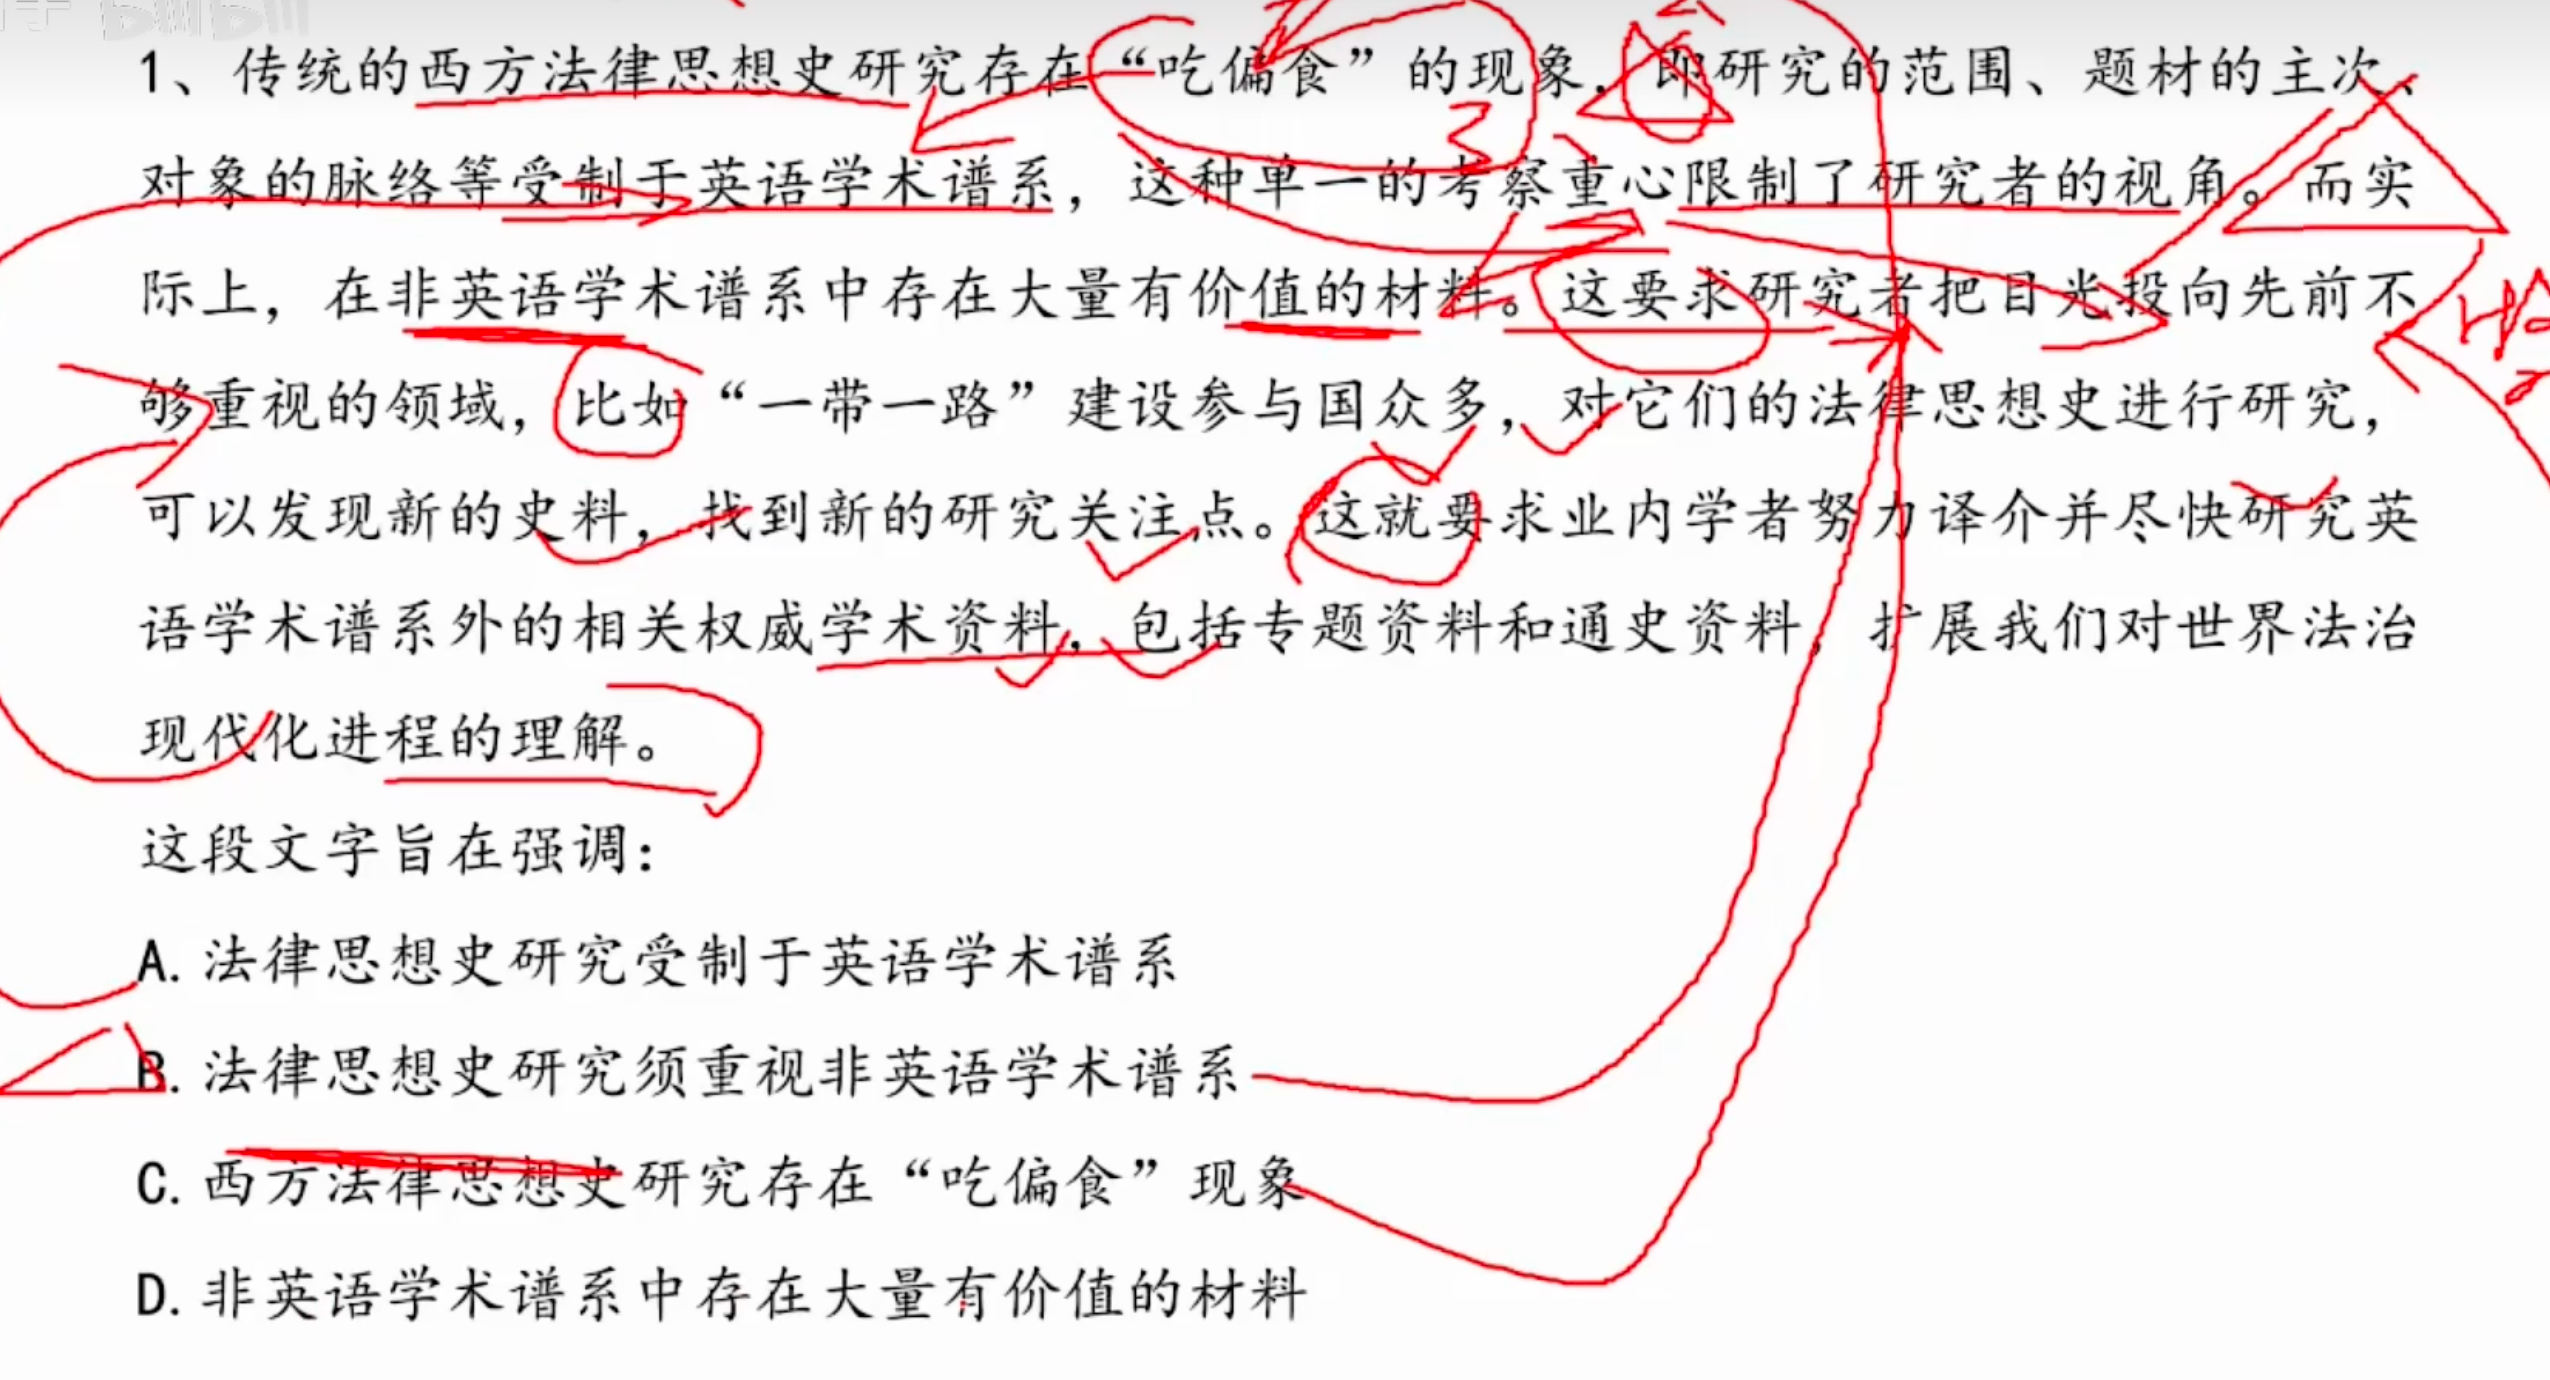 1、传统的西方法律思想史研究存在“吃偏食”的现象，即研究的范围、题材的主次、
对象的脉络等受制于英语学术谱系，这种单一的考察重心限制了研究者的视角。而实
际上，在非英语学术谱系中存在大量有价值的材料。这要求研究者把目光投向先前不
够重视的领域，比如“一带一路”建设参与国众多，对它们的法律思想史进行研究，
可以发现新的史料，找到新的研究关注点。这就要求业内学者努力译介并尽快研究英
语学术谱系外的相关权威学术资料，包括专题资料和通史资料，扩展我们对世界法治
现代化进程的理解。
这段文字旨在强调：
A. 法律思想史研究受制于英语学术谱系
B. 法律思想史研究须重视非英语学术谱系
C. 西方法律思想史研究存在“吃偏食”现象
D. 非英语学术谱系中存在大量有价值的材料